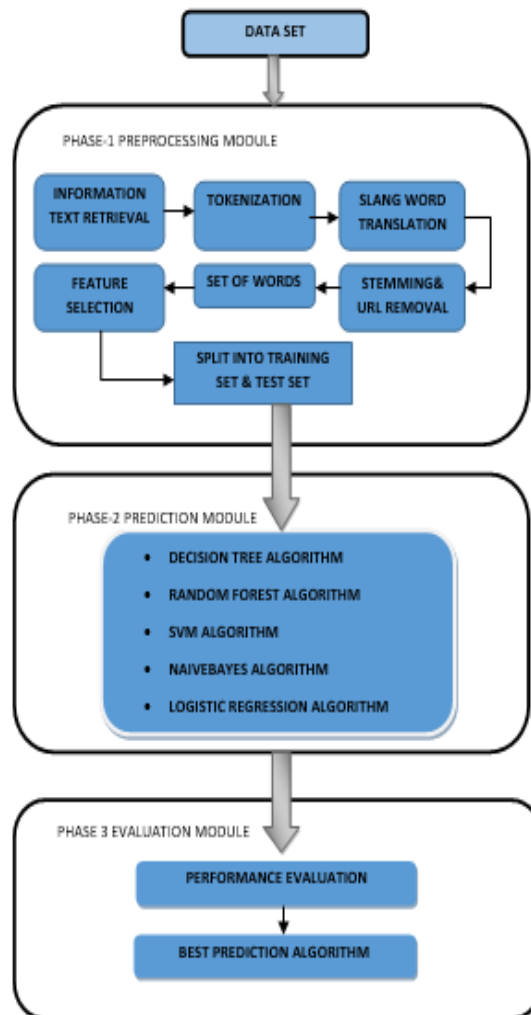 DATA SET
PHASE-1 PREPROCESSING MODULE
INFORMATION
TEXT RETRIEVAL
TOKENIZATION
SLANG WORD
TRANSLATION
FEATURE
SELECTION
SET OF WORDS
STEMMING&
URL REMOVAL
SPLIT INTO TRAINING
SET & TEST SET
PHASE-2 PREDICTION MODULE
• DECISION TREE ALGORITHM
• RANDOM FOREST ALGORITHM
• SVM ALGORITHM
• NAIVEBAYES ALGORITHM
• LOGISTIC REGRESSION ALGORITHM
PHASE 3 EVALUATION MODULE
PERFORMANCE EVALUATION
BEST PREDICTION ALGORITHM